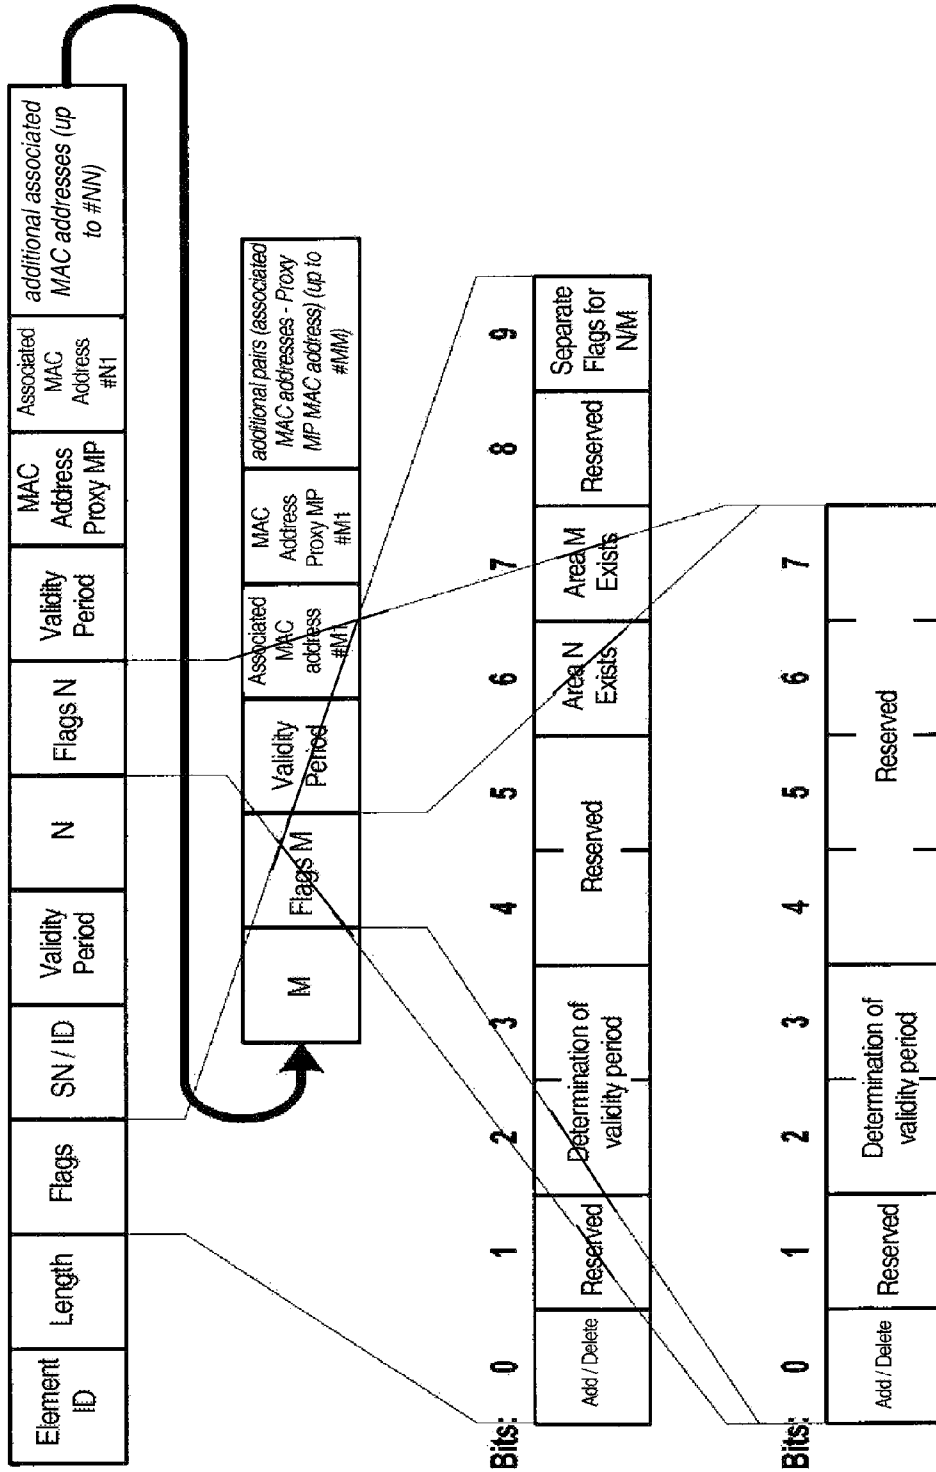 Element
ID
Length
Flags
SN / ID
Validity
Period
N
Flags N
Validity
Period
MAC
Address
Proxy MP
Associated
MAC
Address
#N1
additional associated
MAC addresses (up
to #NN)
M
Flags M
Validity
Period
Associated
MAC
address
#M1
MAC
Address
Proxy MP
#M1
additional pairs (associated
MAC addresses - Proxy
MP MAC address) (up to
#MM)
Bits: 0 1 2 3 4 5 6 7 8 9
Add / Delete
Reserved
Determination of
validity period
Reserved
Area N
Exists
Area M
Exists
Reserved
Separate
Flags for
N/M
Bits: 0 1 2 3 4 5 6 7
Add / Delete
Reserved
Determination of
validity period
Reserved